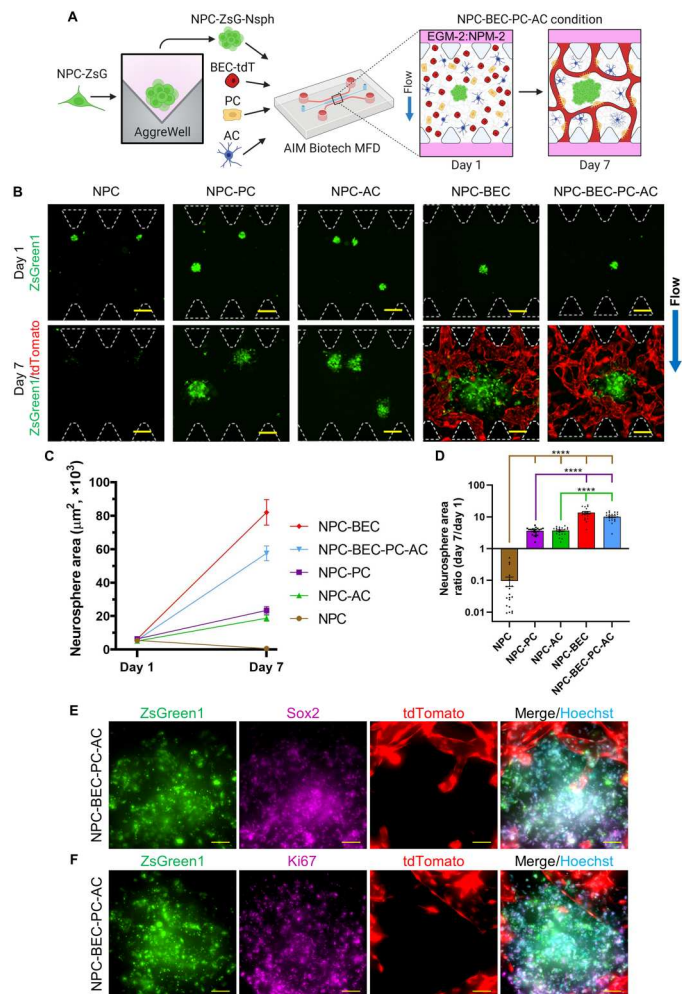 A
NPC-ZsG-Nsph
NPC-BEC-PC-AC condition
NPC-ZsG
BEC-tdT
PC
AC
AggreWell
AIM Biotech MFD
EGM-2:NPM-2
Flow
Day 1
Day 7
B
NPC
NPC-PC
NPC-AC
NPC-BEC
NPC-BEC-PC-AC
Day 1
ZsGreen1
Day 7
ZsGreen1/tdTomato
Flow
C
Neurosphere area (μm², ×10³)
100
80
60
40
20
0
Day 1
Day 7
NPC-BEC
NPC-BEC-PC-AC
NPC-PC
NPC-AC
NPC
D
Neurosphere area
ratio (day 7/day 1)
****
****
****
100
10
1
0.1
0.01
NPC
NPC-PC
NPC-AC
NPC-BEC
NPC-BEC-PC-AC
E
ZsGreen1
Sox2
tdTomato
Merge/Hoechst
NPC-BEC-PC-AC
F
ZsGreen1
Ki67
tdTomato
Merge/Hoechst
NPC-BEC-PC-AC